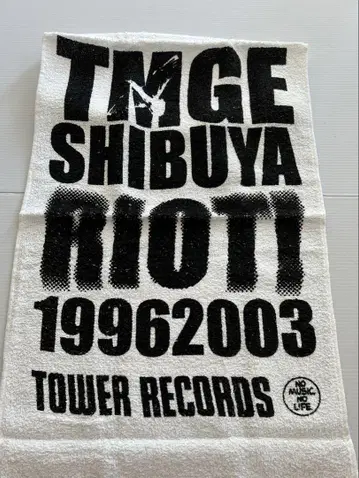 TMGE
SHIBUYA
RIOT!
19962003
TOWER RECORDS
NO
MUSIC.
NO
LIFE.